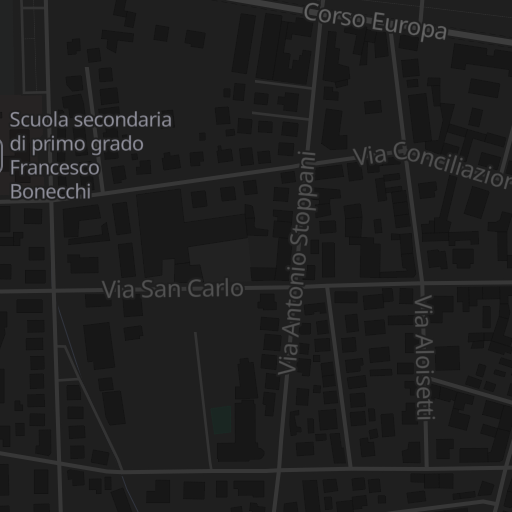 Corso Europa
Scuola secondaria
di primo grado
Francesco
Bonecchi
Via Conciliazion
Via Antonio Stoppani
Via San Carlo
Via Aloisetti